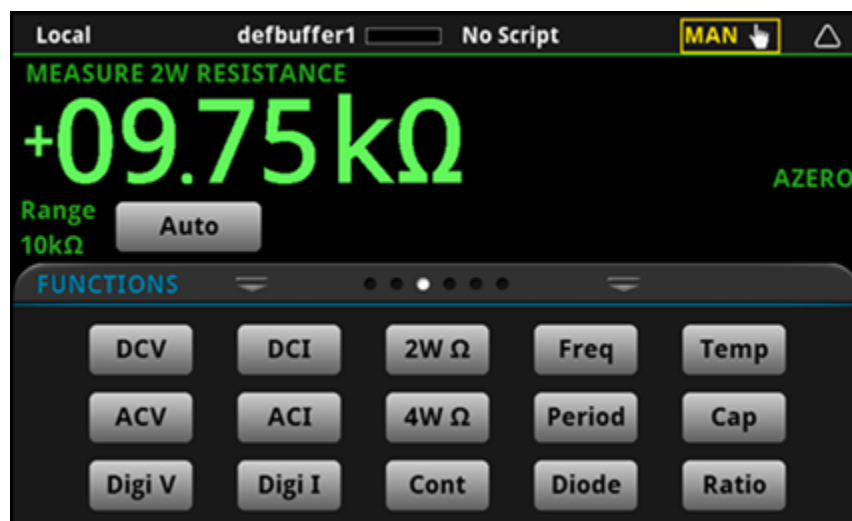 Local defbuffer1 No Script MAN
MEASURE 2W RESISTANCE
+09.75 kΩ
AZERO
Range Auto
10kΩ
FUNCTIONS
DCV DCI 2W Ω Freq Temp
ACV ACI 4W Ω Period Cap
Digi V Digi I Cont Diode Ratio